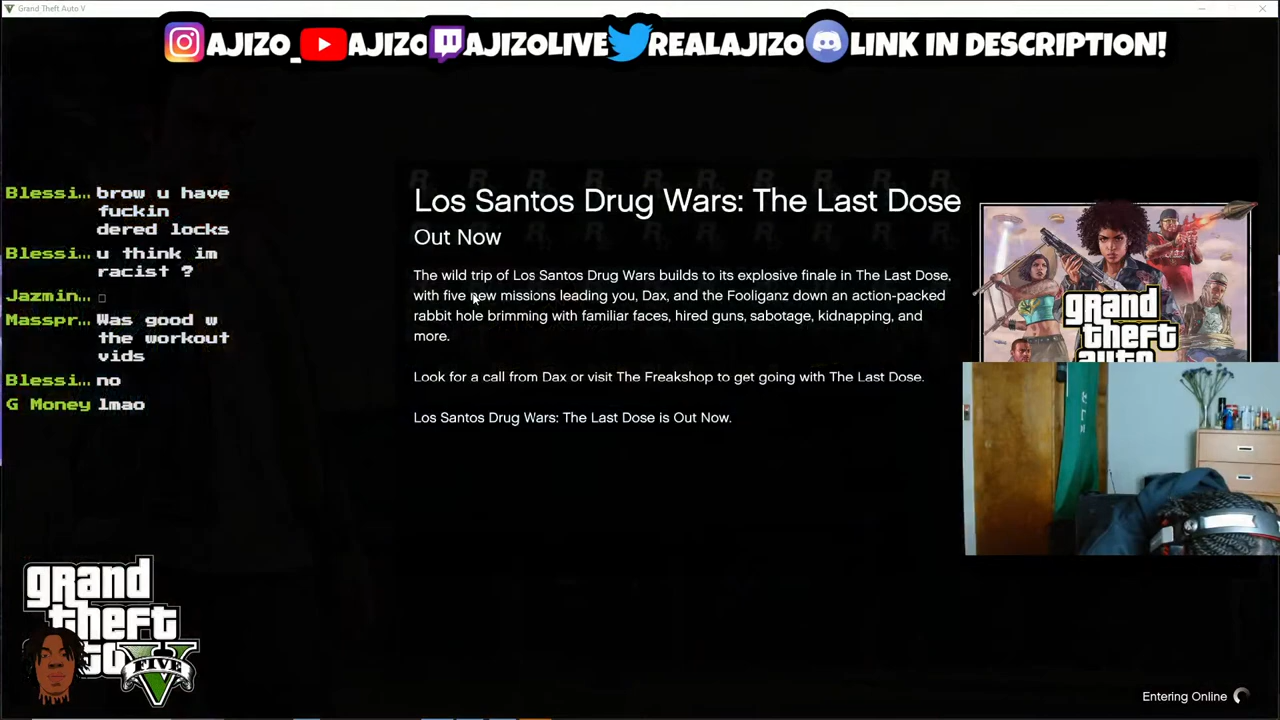 Grand Theft Auto V
AJIZO_ AJIZO AJIZOLIVE REALAJIZO LINK IN DESCRIPTION!
Blessi... brow u have
fuckin
dered locks
Blessi... u think im
racist ?
Jazmin...
Masspr... Was good w
the workout
vids
Blessi... no
G Money lmao
Los Santos Drug Wars: The Last Dose
Out Now
The wild trip of Los Santos Drug Wars builds to its explosive finale in The Last Dose,
with five new missions leading you, Dax, and the Fooliganz down an action-packed
rabbit hole brimming with familiar faces, hired guns, sabotage, kidnapping, and
more.
Look for a call from Dax or visit The Freakshop to get going with The Last Dose.
Los Santos Drug Wars: The Last Dose is Out Now.
grand
theft
auto
grand
theft
auto
FIVE
Entering Online